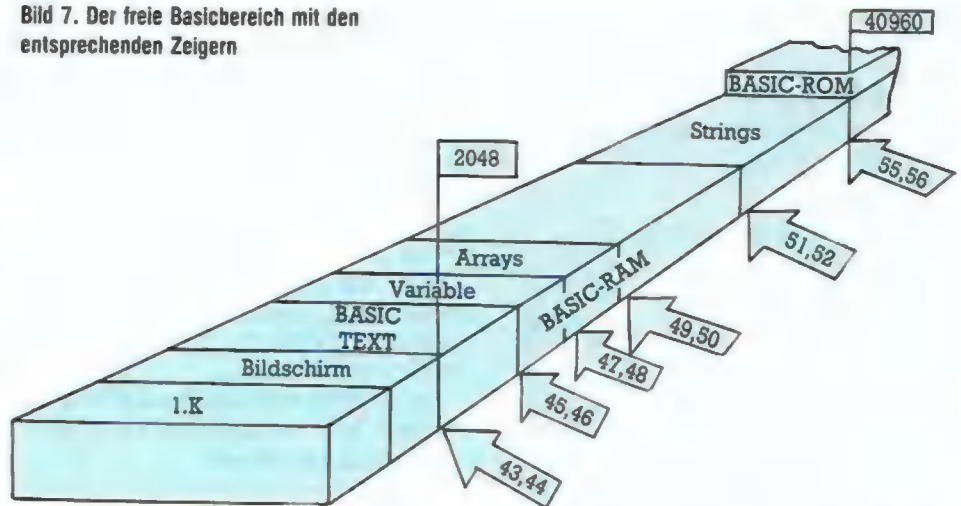 Bild 7. Der freie Basicbereich mit den
entsprechenden Zeigern
40960
BASIC-ROM
Strings
2048
55,56
51,52
Arrays
Variable
BASIC-RAM
BASIC
TEXT
49,50
Bildschirm
47,48
1.K
45,46
43,44